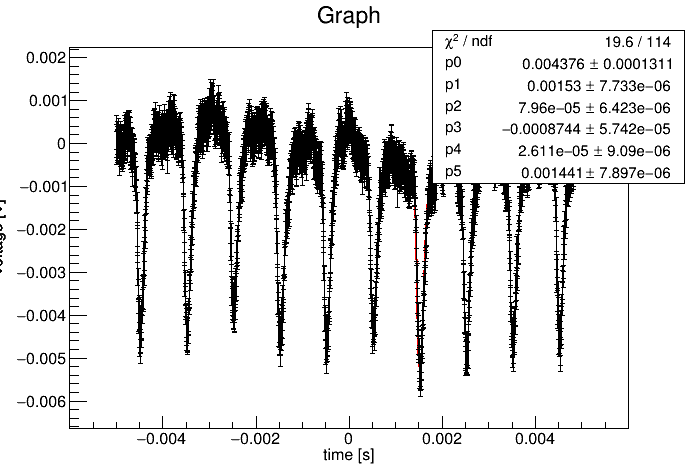 Graph
χ² / ndf 19.6 / 114
p0 0.004376 ± 0.0001311
p1 0.00153 ± 7.733e−06
p2 7.96e−05 ± 6.423e−06
p3 −0.0008744 ± 5.742e−05
p4 2.611e−05 ± 9.09e−06
p5 0.001441 ± 7.897e−06
0.002
0.001
0
−0.001
−0.002
−0.003
−0.004
−0.005
−0.006
−0.004 −0.002 0 0.002 0.004
time [s]